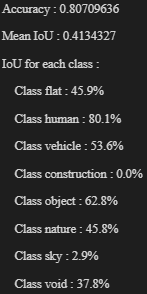 Accuracy : 0.80709636
Mean IoU : 0.4134327
IoU for each class :
Class flat : 45.9%
Class human : 80.1%
Class vehicle : 53.6%
Class construction : 0.0%
Class object : 62.8%
Class nature : 45.8%
Class sky : 2.9%
Class void : 37.8%